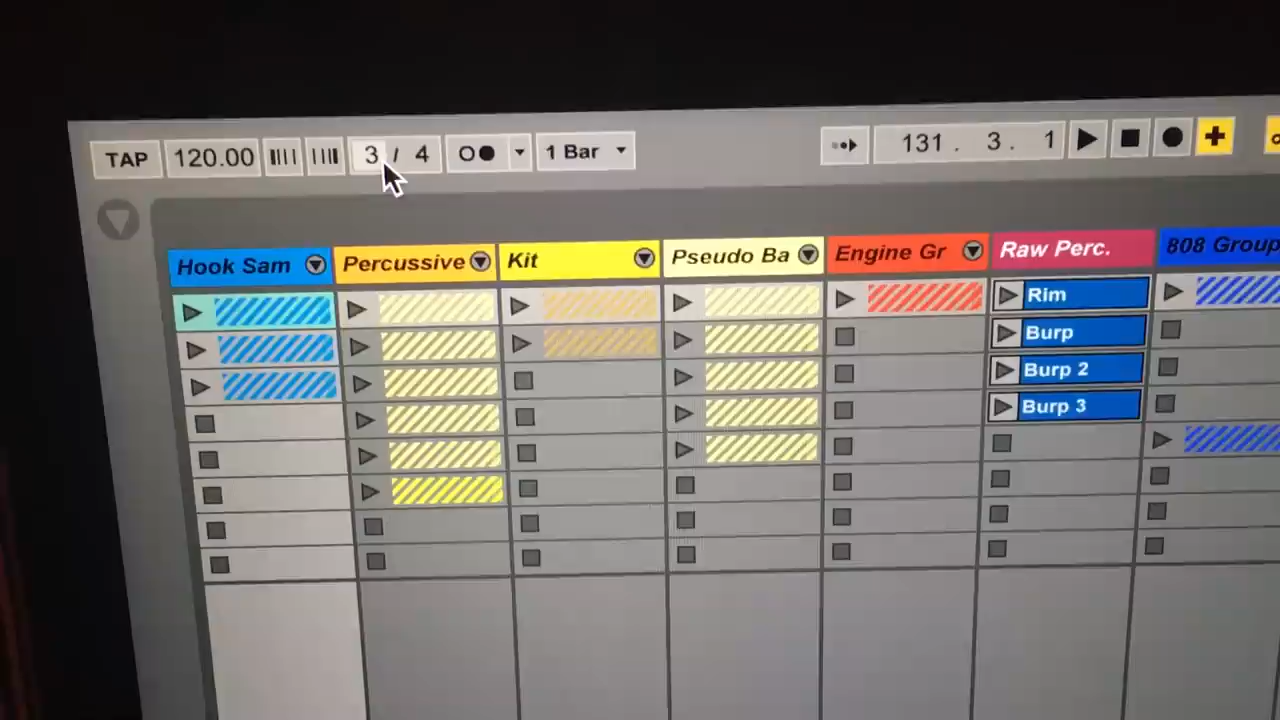 TAP 120.00 3 / 4 1 Bar 131. 3. 1
Hook Sam Percussive Kit Pseudo Ba Engine Gr Raw Perc. 808 Group
Rim
Burp
Burp 2
Burp 3